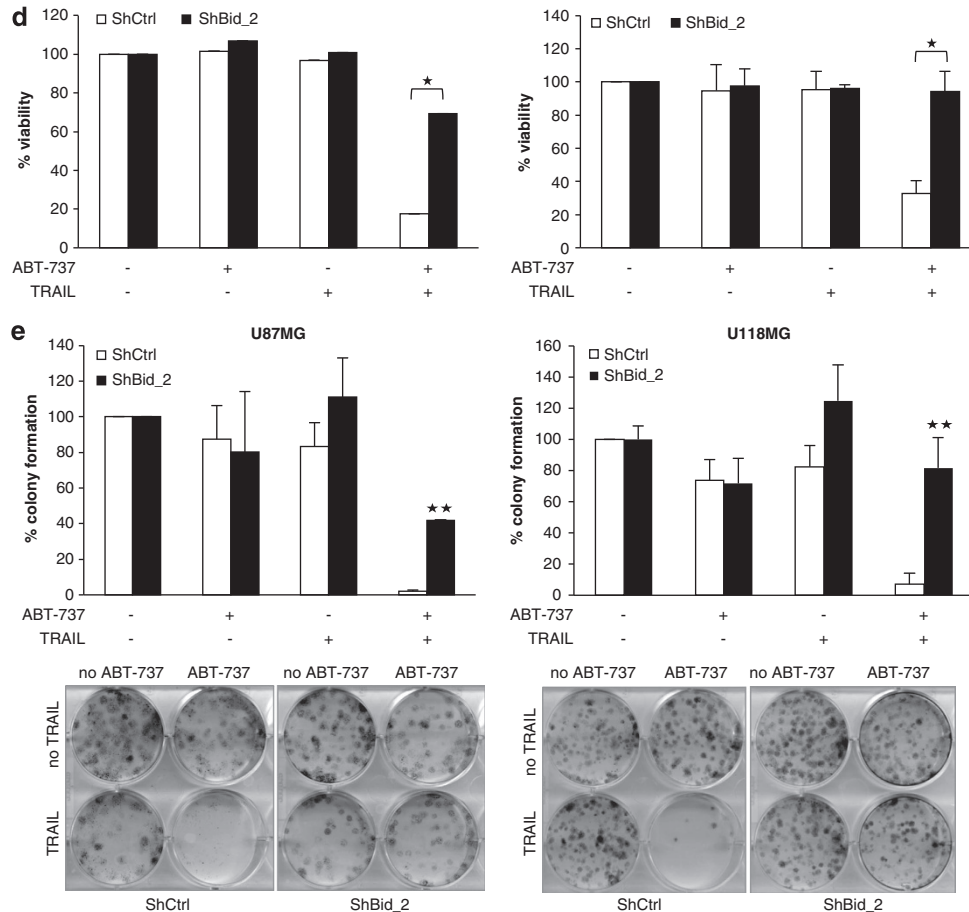 d
ShCtrl ShBid_2
% viability
120
100
80
60
40
20
0
★
ABT-737 - + - +
TRAIL - - + +
ShCtrl ShBid_2
% viability
140
120
100
80
60
40
20
0
★
ABT-737 - + - +
TRAIL - - + +
e
U87MG
ShCtrl
ShBid_2
% colony formation
140
120
100
80
60
40
20
0
★★
ABT-737 - + - +
TRAIL - - + +
U118MG
ShCtrl
ShBid_2
% colony formation
160
140
120
100
80
60
40
20
0
★★
ABT-737 - + - +
TRAIL - - + +
no ABT-737 ABT-737 no ABT-737 ABT-737
no TRAIL
TRAIL
ShCtrl ShBid_2
no ABT-737 ABT-737 no ABT-737 ABT-737
no TRAIL
TRAIL
ShCtrl ShBid_2